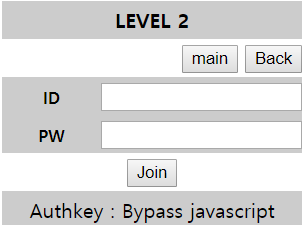 LEVEL 2
main Back
ID
PW
Join
Authkey : Bypass javascript